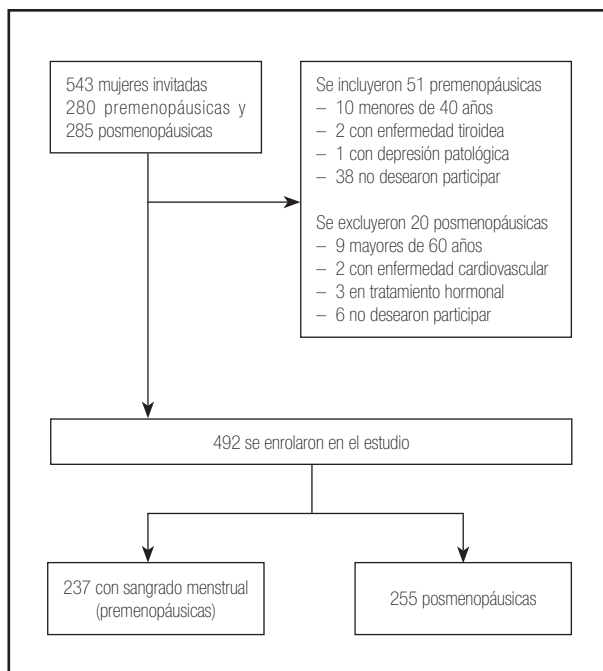 543 mujeres invitadas
280 premenopáusicas y
285 posmenopáusicas
Se incluyeron 51 premenopáusicas
– 10 menores de 40 años
– 2 con enfermedad tiroidea
– 1 con depresión patológica
– 38 no desearon participar
Se excluyeron 20 posmenopáusicas
– 9 mayores de 60 años
– 2 con enfermedad cardiovascular
– 3 en tratamiento hormonal
– 6 no desearon participar
492 se enrolaron en el estudio
237 con sangrado menstrual
(premenopáusicas)
255 posmenopáusicas